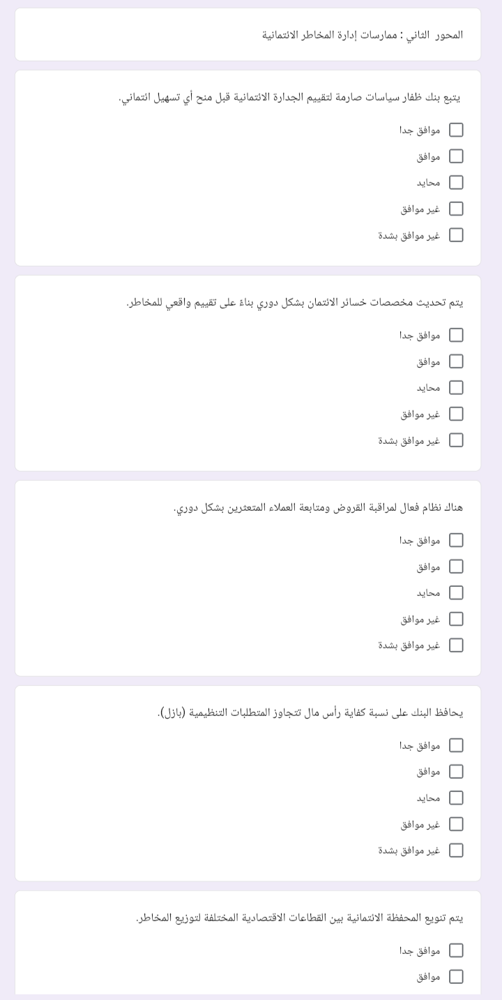 المحور الثاني : ممارسات إدارة المخاطر الائتمانية
يتبع بنك ظفار سياسات صارمة لتقييم الجدارة الائتمانية قبل منح أي تسهيل ائتماني.
موافق جدا
موافق
محايد
غير موافق
غير موافق بشدة
يتم تحديث مخصصات خسائر الائتمان بشكل دوري بناءً على تقييم واقعي للمخاطر.
موافق جدا
موافق
محايد
غير موافق
غير موافق بشدة
هناك نظام فعال لمراقبة القروض ومتابعة العملاء المتعثرين بشكل دوري.
موافق جدا
موافق
محايد
غير موافق
غير موافق بشدة
يحافظ البنك على نسبة كفاية رأس مال تتجاوز المتطلبات التنظيمية (بازل).
موافق جدا
موافق
محايد
غير موافق
غير موافق بشدة
يتم تنويع المحفظة الائتمانية بين القطاعات الاقتصادية المختلفة لتوزيع المخاطر.
موافق جدا
موافق